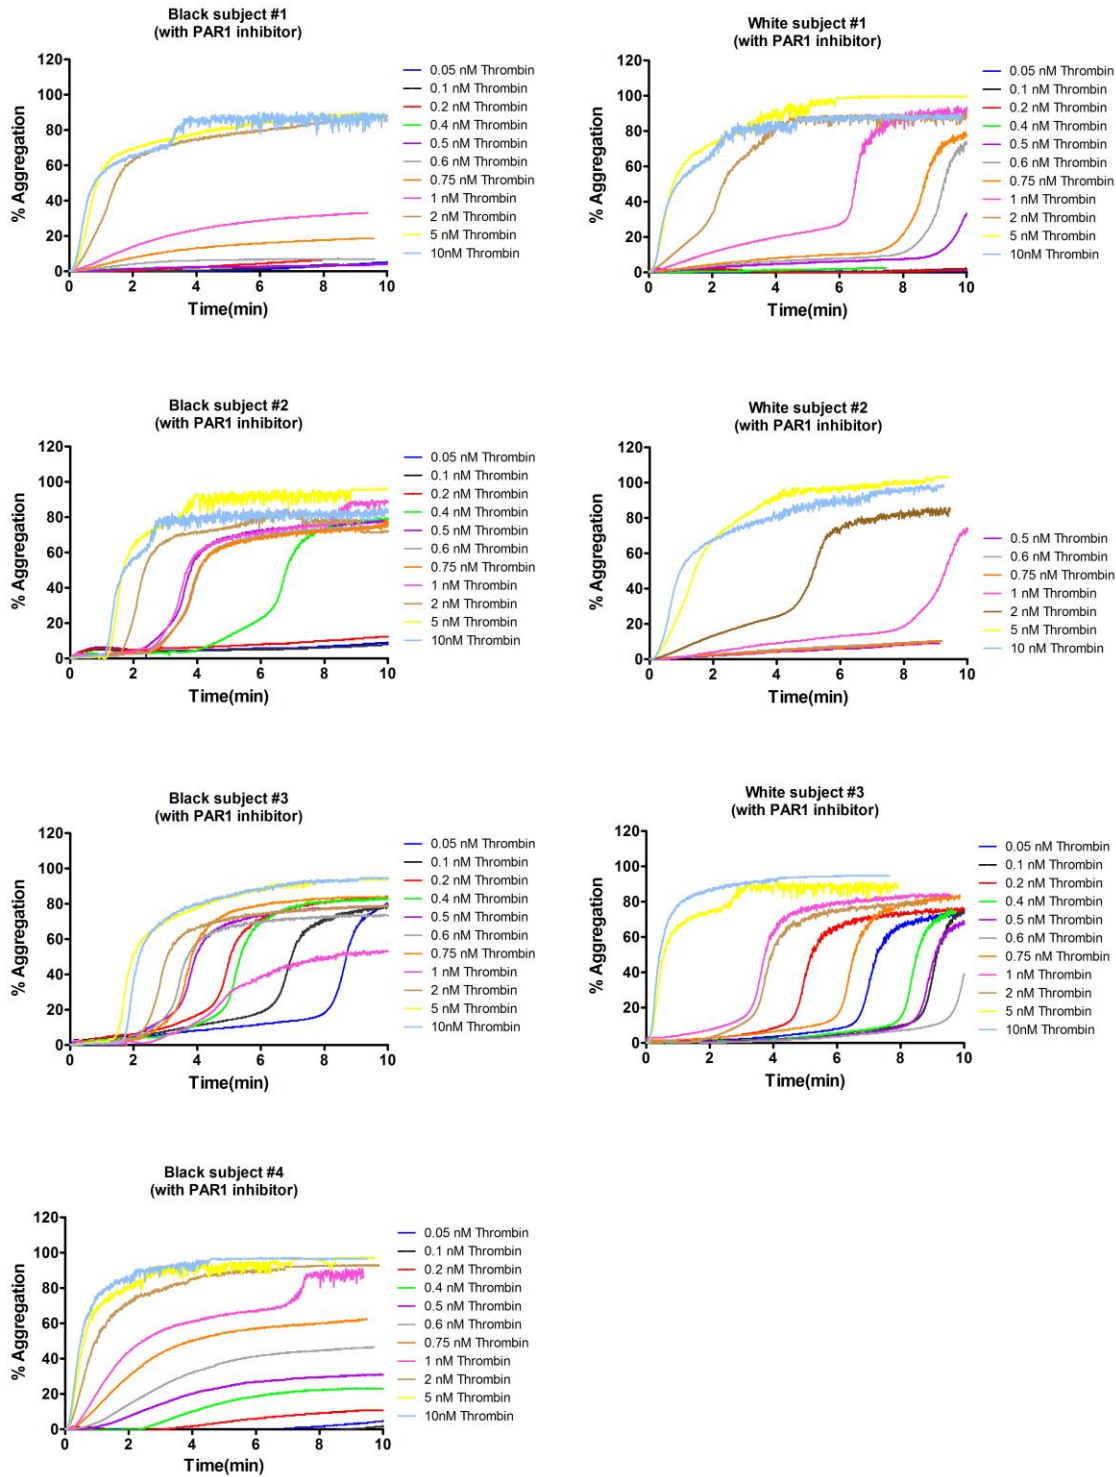 Black subject #1
(with PAR1 inhibitor)
120
100
80
60
40
20
0
% Aggregation
0 2 4 6 8 10
Time(min)
0.05 nM Thrombin
0.1 nM Thrombin
0.2 nM Thrombin
0.4 nM Thrombin
0.5 nM Thrombin
0.6 nM Thrombin
0.75 nM Thrombin
1 nM Thrombin
2 nM Thrombin
5 nM Thrombin
10nM Thrombin
White subject #1
(with PAR1 inhibitor)
120
100
80
60
40
20
0
% Aggregation
0 2 4 6 8 10
Time(min)
0.05 nM Thrombin
0.1 nM Thrombin
0.2 nM Thrombin
0.4 nM Thrombin
0.5 nM Thrombin
0.6 nM Thrombin
0.75 nM Thrombin
1 nM Thrombin
2 nM Thrombin
5 nM Thrombin
10nM Thrombin
Black subject #2
(with PAR1 inhibitor)
120
100
80
60
40
20
0
% Aggregation
0 2 4 6 8 10
Time(min)
0.05 nM Thrombin
0.1 nM Thrombin
0.2 nM Thrombin
0.4 nM Thrombin
0.5 nM Thrombin
0.6 nM Thrombin
0.75 nM Thrombin
1 nM Thrombin
2 nM Thrombin
5 nM Thrombin
10nM Thrombin
White subject #2
(with PAR1 inhibitor)
120
100
80
60
40
20
0
% Aggregation
0 2 4 6 8 10
Time(min)
0.5 nM Thrombin
0.6 nM Thrombin
0.75 nM Thrombin
1 nM Thrombin
2 nM Thrombin
5 nM Thrombin
10 nM Thrombin
Black subject #3
(with PAR1 inhibitor)
120
100
80
60
40
20
0
% Aggregation
0 2 4 6 8 10
Time(min)
0.05 nM Thrombin
0.1 nM Thrombin
0.2 nM Thrombin
0.4 nM Thrombin
0.5 nM Thrombin
0.6 nM Thrombin
0.75 nM Thrombin
1 nM Thrombin
2 nM Thrombin
5 nM Thrombin
10nM Thrombin
White subject #3
(with PAR1 inhibitor)
120
100
80
60
40
20
0
% Aggregation
0 2 4 6 8 10
Time(min)
0.05 nM Thrombin
0.1 nM Thrombin
0.2 nM Thrombin
0.4 nM Thrombin
0.5 nM Thrombin
0.6 nM Thrombin
0.75 nM Thrombin
1 nM Thrombin
2 nM Thrombin
5 nM Thrombin
10nM Thrombin
Black subject #4
(with PAR1 inhibitor)
120
100
80
60
40
20
0
% Aggregation
0 2 4 6 8 10
Time(min)
0.05 nM Thrombin
0.1 nM Thrombin
0.2 nM Thrombin
0.4 nM Thrombin
0.5 nM Thrombin
0.6 nM Thrombin
0.75 nM Thrombin
1 nM Thrombin
2 nM Thrombin
5 nM Thrombin
10nM Thrombin